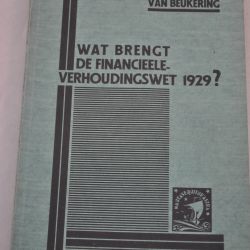 VAN BEUKERING
WAT BRENGT
DE FINANCIEELE-
VERHOUDINGSWET 1929?